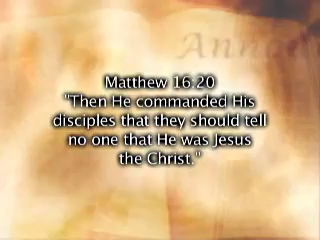 Annou
Matthew 16:20
"Then He commanded His
disciples that they should tell
no one that He was Jesus
the Christ."